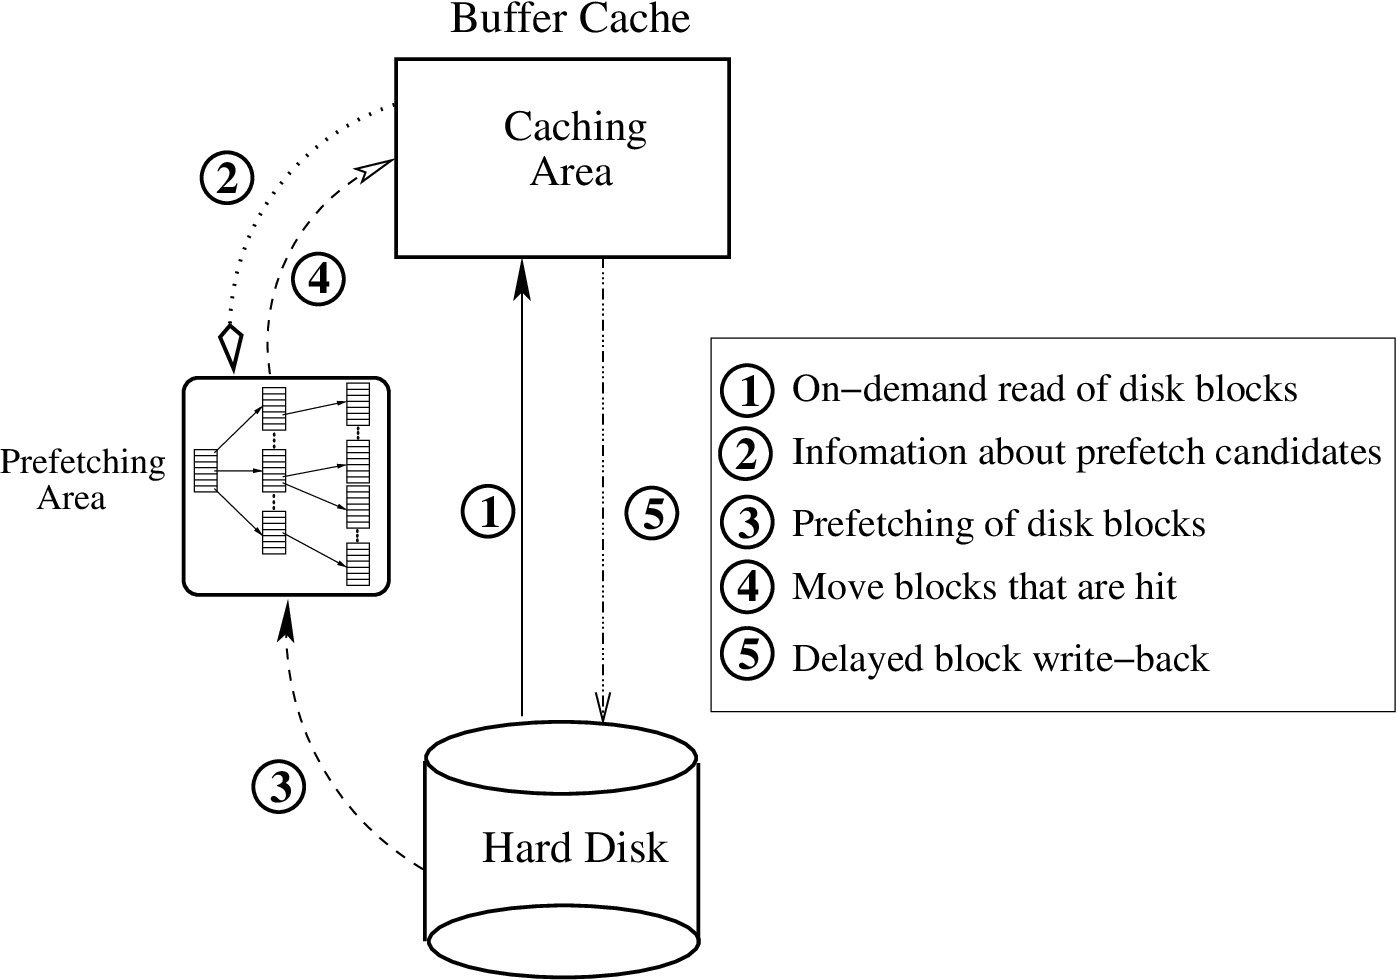 Buffer Cache
Caching
Area
2
4
Prefetching
Area
1
5
3
Hard Disk
1 On-demand read of disk blocks
2 Infomation about prefetch candidates
3 Prefetching of disk blocks
4 Move blocks that are hit
5 Delayed block write-back